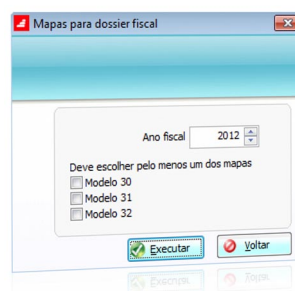 Mapas para dossier fiscal
Ano fiscal 2012
Deve escolher pelo menos um dos mapas
Modelo 30
Modelo 31
Modelo 32
Executar Voltar